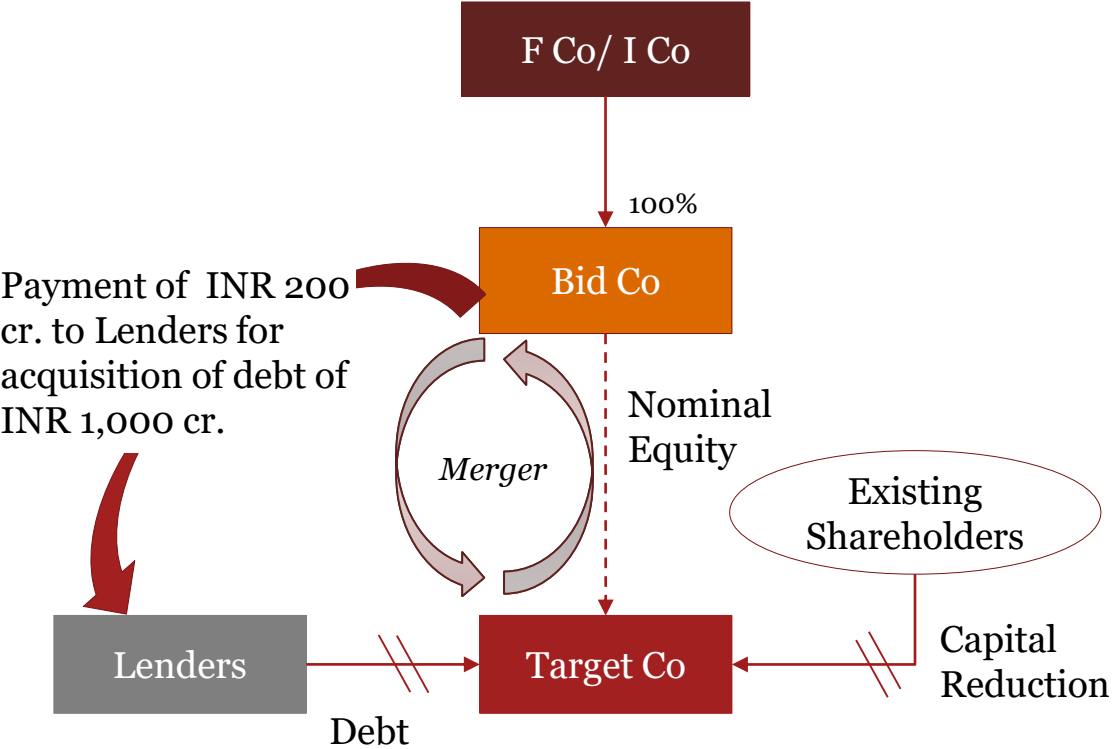 F Co/ I Co
100%
Bid Co
Payment of INR 200
cr. to Lenders for
acquisition of debt of
INR 1,000 cr.
Nominal
Equity
Merger
Existing
Shareholders
Lenders
Debt
Target Co
Capital
Reduction